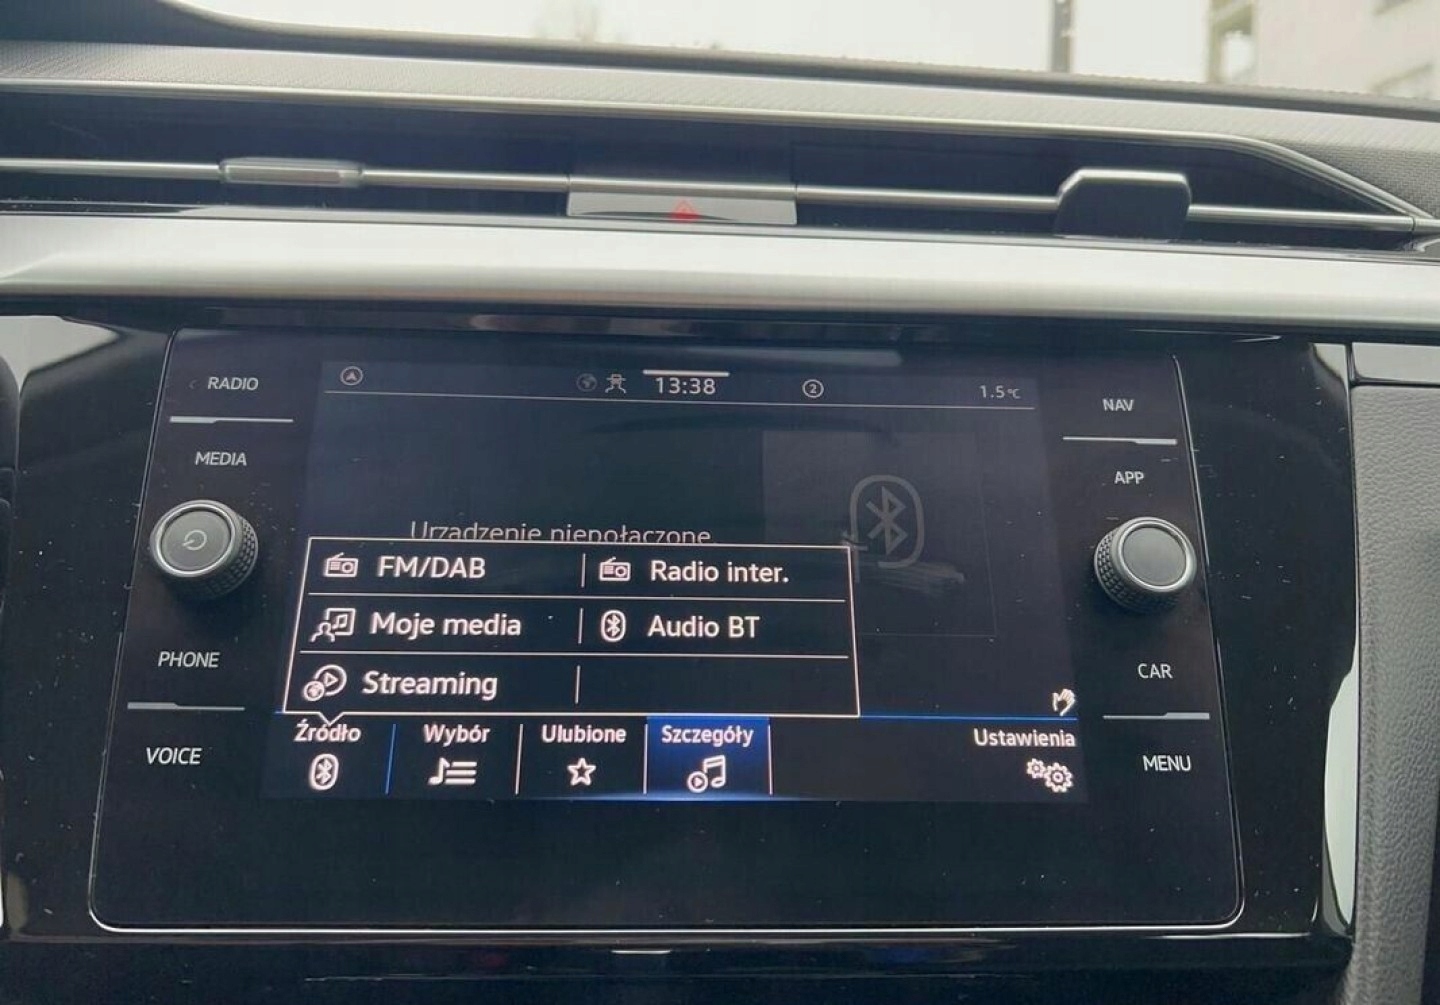 RADIO
MEDIA
PHONE
VOICE
13:38
2
1.5°C
Urządzenie niepołączone
FM/DAB
Radio inter.
Moje media
Audio BT
Streaming
Źródło
Wybór
Ulubione
Szczegóły
Ustawienia
NAV
APP
CAR
MENU